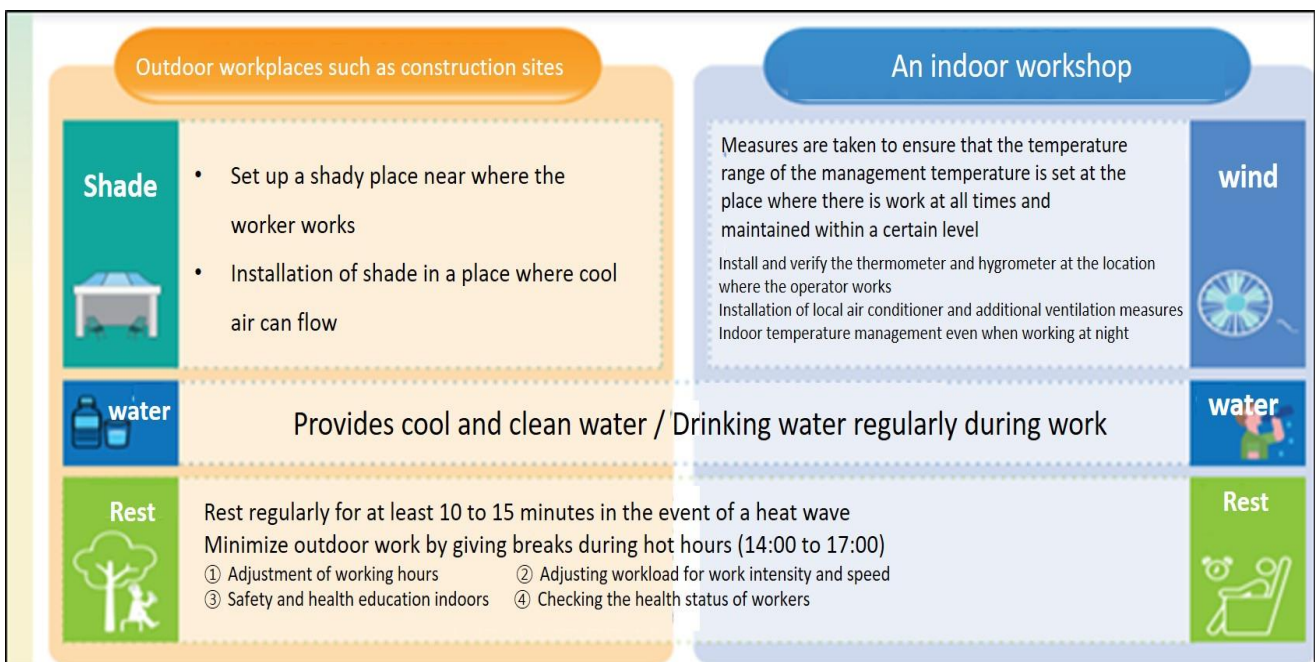 Outdoor workplaces such as construction sites
Shade
• Set up a shady place near where the
worker works
• Installation of shade in a place where cool
air can flow
An indoor workshop
Measures are taken to ensure that the temperature
range of the management temperature is set at the
place where there is work at all times and
maintained within a certain level
Install and verify the thermometer and hygrometer at the location
where the operator works
Installation of local air conditioner and additional ventilation measures
Indoor temperature management even when working at night
wind
water
Provides cool and clean water / Drinking water regularly during work
water
Rest
Rest regularly for at least 10 to 15 minutes in the event of a heat wave
Minimize outdoor work by giving breaks during hot hours (14:00 to 17:00)
① Adjustment of working hours ② Adjusting workload for work intensity and speed
③ Safety and health education indoors ④ Checking the health status of workers
Rest